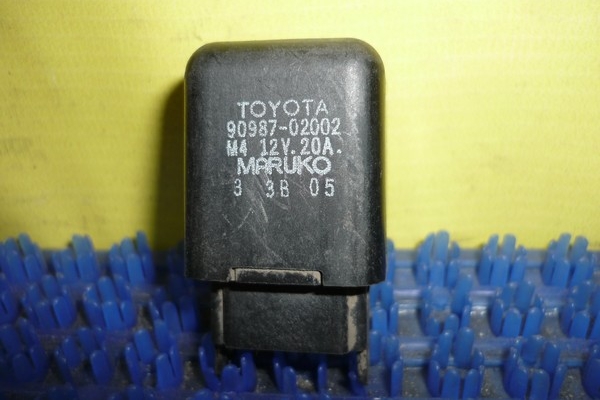 TOYOTA
90987-02002
M4 12V.20A.
MARUKO
3 3B 05